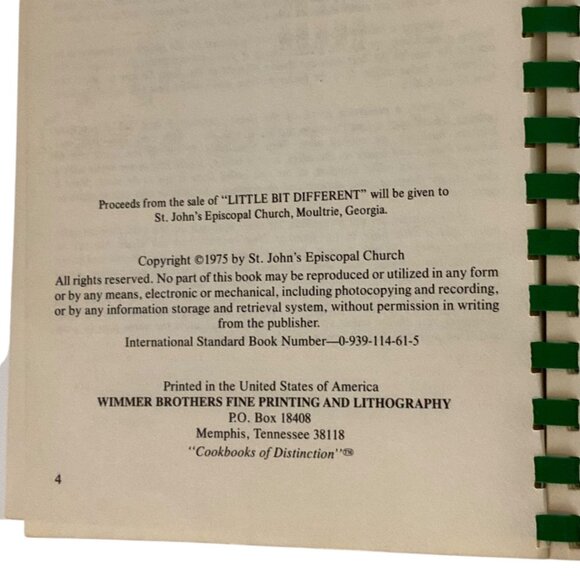 Proceeds from the sale of "LITTLE BIT DIFFERENT" will be given to
St. John's Episcopal Church, Moultrie, Georgia.
Copyright ©1975 by St. John's Episcopal Church
All rights reserved. No part of this book may be reproduced or utilized in any form
or by any means, electronic or mechanical, including photocopying and recording,
or by any information storage and retrieval system, without permission in writing
from the publisher.
International Standard Book Number—0-939-114-61-5
Printed in the United States of America
WIMMER BROTHERS FINE PRINTING AND LITHOGRAPHY
P.O. Box 18408
Memphis, Tennessee 38118
"Cookbooks of Distinction"™
4